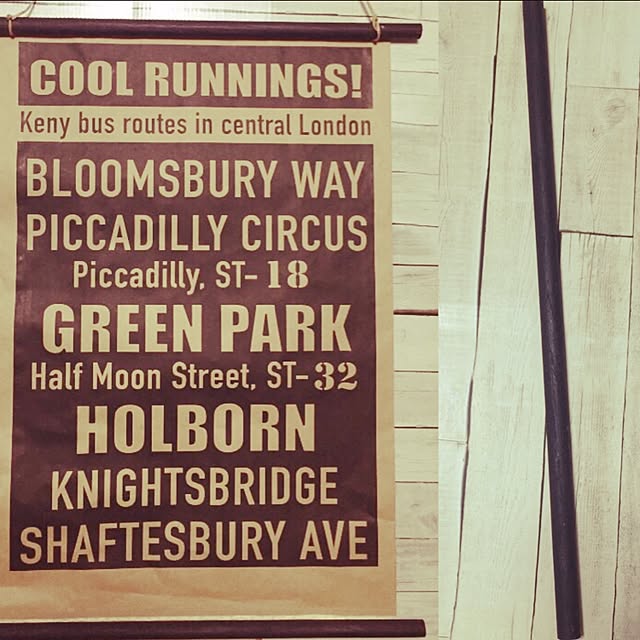 COOL RUNNINGS!
Keny bus routes in central London
BLOOMSBURY WAY
PICCADILLY CIRCUS
Piccadilly, ST-18
GREEN PARK
Half Moon Street, ST-32
HOLBORN
KNIGHTSBRIDGE
SHAFTESBURY AVE